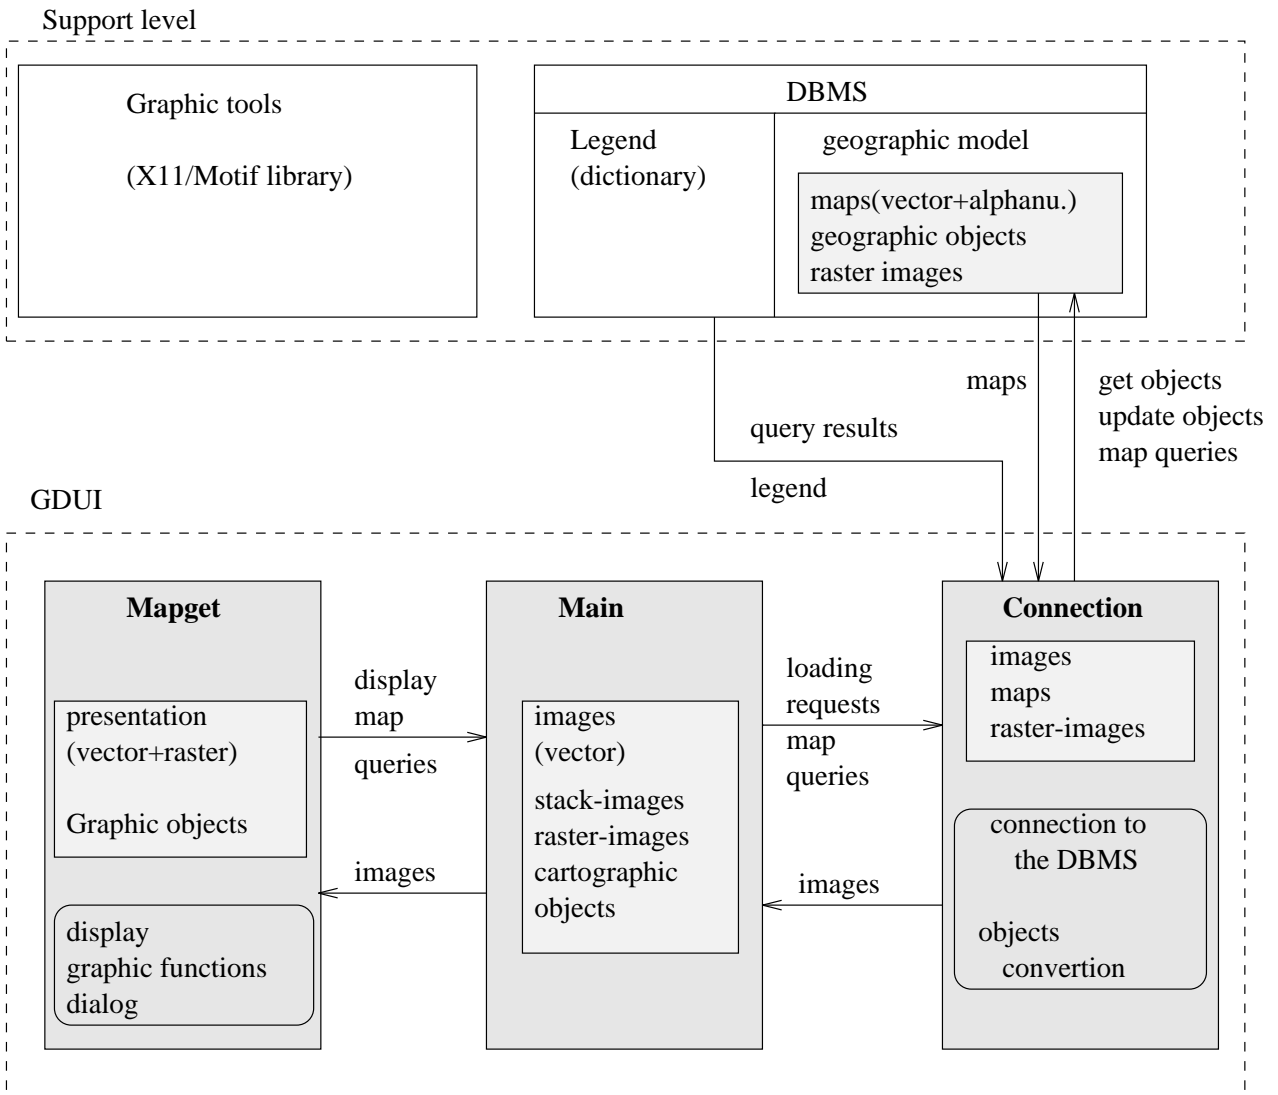 Support level
Graphic tools
(X11/Motif library)
DBMS
Legend
(dictionary)
geographic model
maps(vector+alphanu.)
geographic objects
raster images
maps
get objects
update objects
map queries
query results
legend
GDUI
Mapget
presentation
(vector+raster)
Graphic objects
display
graphic functions
dialog
display
map
queries
images
Main
images
(vector)
stack-images
raster-images
cartographic
objects
loading
requests
map
queries
images
Connection
images
maps
raster-images
connection to
the DBMS
objects
convertion